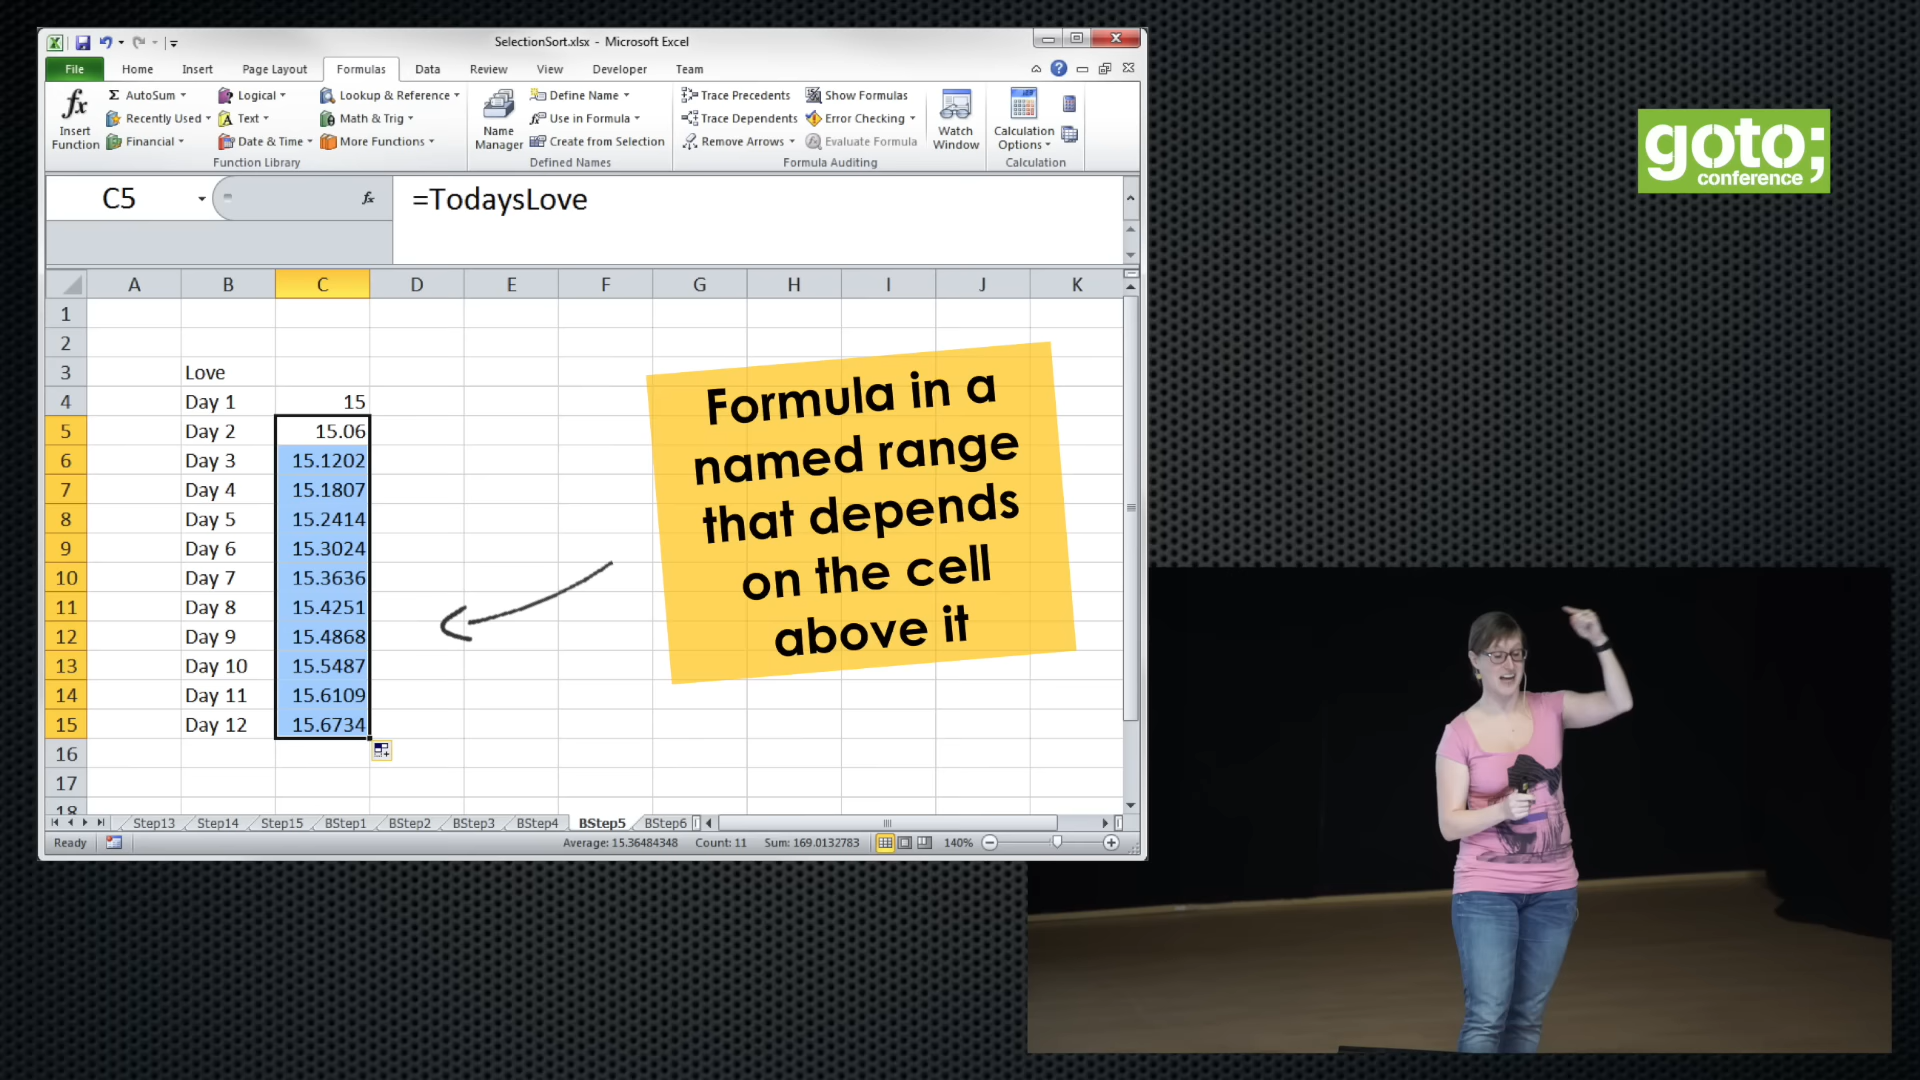 SelectionSort.xlsx - Microsoft Excel
File Home Insert Page Layout Formulas Data Review View Developer Team
Σ AutoSum Logical Lookup & Reference Define Name Trace Precedents Show Formulas
Recently Used Text Math & Trig Use in Formula Trace Dependents Error Checking
Financial Date & Time More Functions Create from Selection Remove Arrows Evaluate Formula
fx Insert Function
Name Manager
Watch Window
Calculation Options
Function Library Defined Names Formula Auditing Calculation
C5 fx =TodaysLove
A B C D E F G H I J K
1
2
3 Love
4 Day 1 15
5 Day 2 15.06
6 Day 3 15.1202
7 Day 4 15.1807
8 Day 5 15.2414
9 Day 6 15.3024
10 Day 7 15.3636
11 Day 8 15.4251
12 Day 9 15.4868
13 Day 10 15.5487
14 Day 11 15.6109
15 Day 12 15.6734
16
17
18
Formula in a
named range
that depends
on the cell
above it
Step13 Step14 Step15 BStep1 BStep2 BStep3 BStep4 BStep5 BStep6
Ready Average: 15.36484348 Count: 11 Sum: 169.0132783 140%
goto;
conference